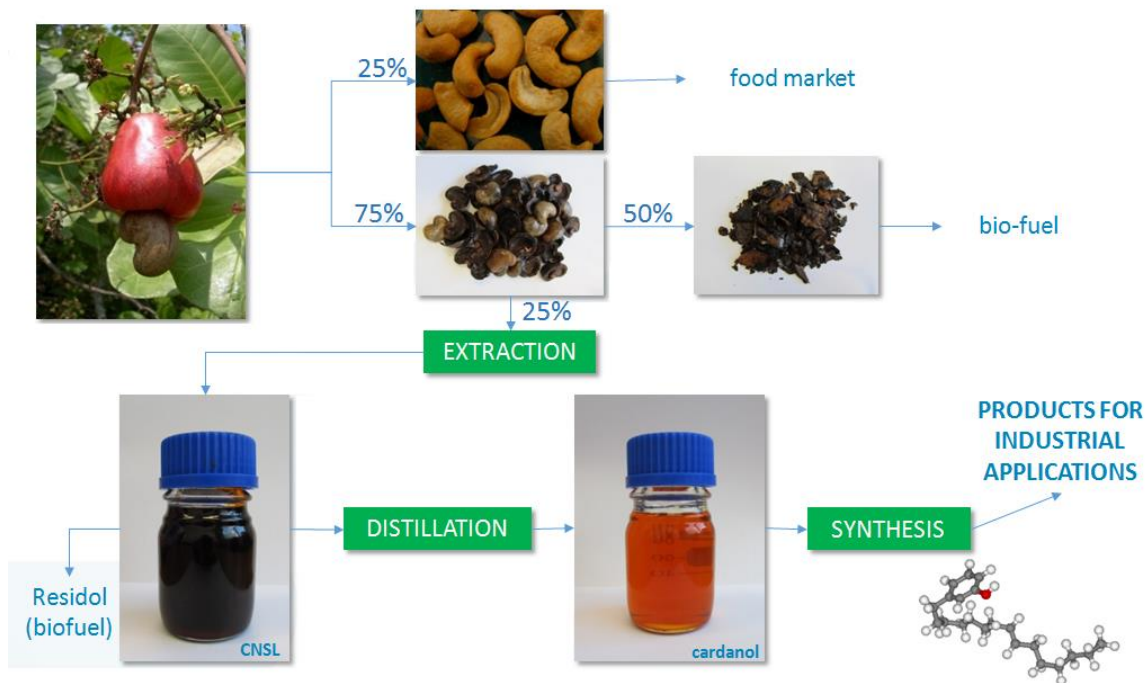 25%
food market
75%
50%
bio-fuel
25%
EXTRACTION
PRODUCTS FOR
INDUSTRIAL
APPLICATIONS
DISTILLATION
SYNTHESIS
Residol
(biofuel)
CNSL
cardanol